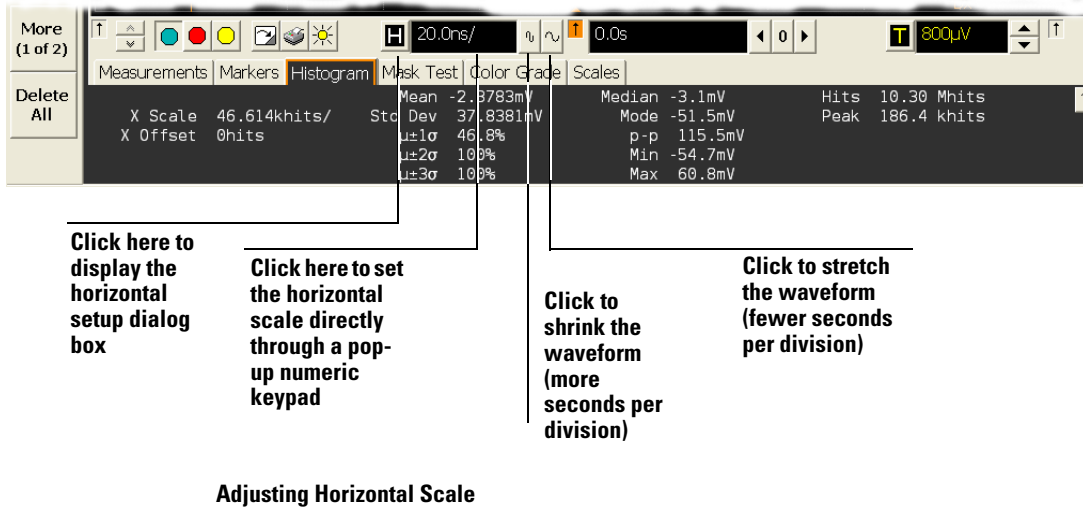 More
(1 of 2)
H 20.0ns/ 0.0s 0 T 800µV
Measurements Markers Histogram Mask Test Color Grade Scales
Delete
All
Mean -2.3783mV Median -3.1mV Hits 10.30 Mhits
X Scale 46.614khits/ Std Dev 37.8381mV Mode -51.5mV Peak 186.4 khits
X Offset 0hits µ±1σ 46.8% p-p 115.5mV
µ±2σ 100% Min -54.7mV
µ±3σ 100% Max 60.8mV
Click here to
display the
horizontal
setup dialog
box
Click here to set
the horizontal
scale directly
through a pop-
up numeric
keypad
Click to
shrink the
waveform
(more
seconds per
division)
Click to stretch
the waveform
(fewer seconds
per division)
Adjusting Horizontal Scale